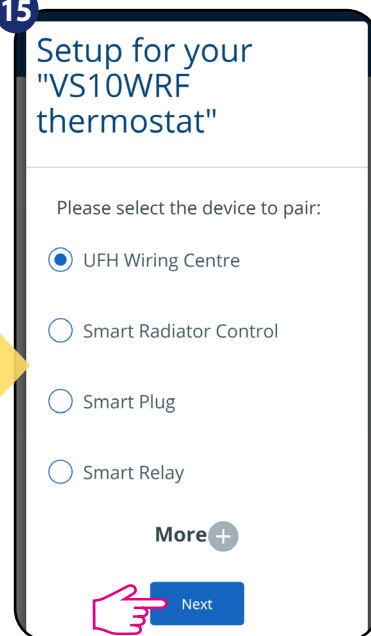 15
Setup for your
"VS10WRF
thermostat"
Please select the device to pair:
UFH Wiring Centre
Smart Radiator Control
Smart Plug
Smart Relay
More +
Next